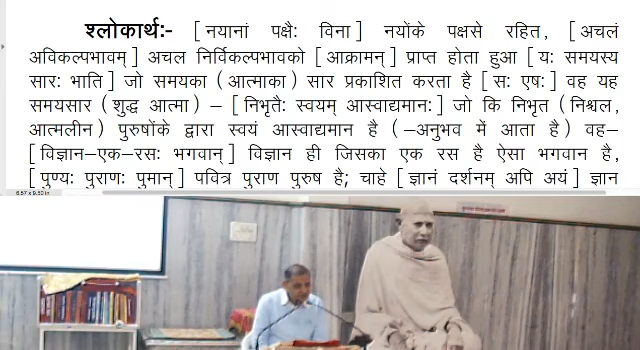 श्लोकार्थ:- [नयानां पक्षैः विना] नयोंके पक्षसे रहित, [अचलं
अविकल्पभावम्] अचल निर्विकल्पभावको [आक्रामन्] प्राप्त होता हुआ [यः समयस्य
सारः भाति] जो समयका (आत्माका) सार प्रकाशित करता है [सः एषः] वह यह
समयसार (शुद्ध आत्मा) – [निभृतैः स्वयम् आस्वाद्यमानः] जो कि निभृत (निश्चल,
आत्मलीन) पुरुषोंके द्वारा स्वयं आस्वाद्यमान है (–अनुभव में आता है) वह–
[विज्ञान–एक–रसः भगवान्] विज्ञान ही जिसका एक रस है ऐसा भगवान है,
[पुण्यः पुराणः पुमान्] पवित्र पुराण पुरुष है; चाहे [ज्ञानं दर्शनम् अपि अयं] ज्ञान